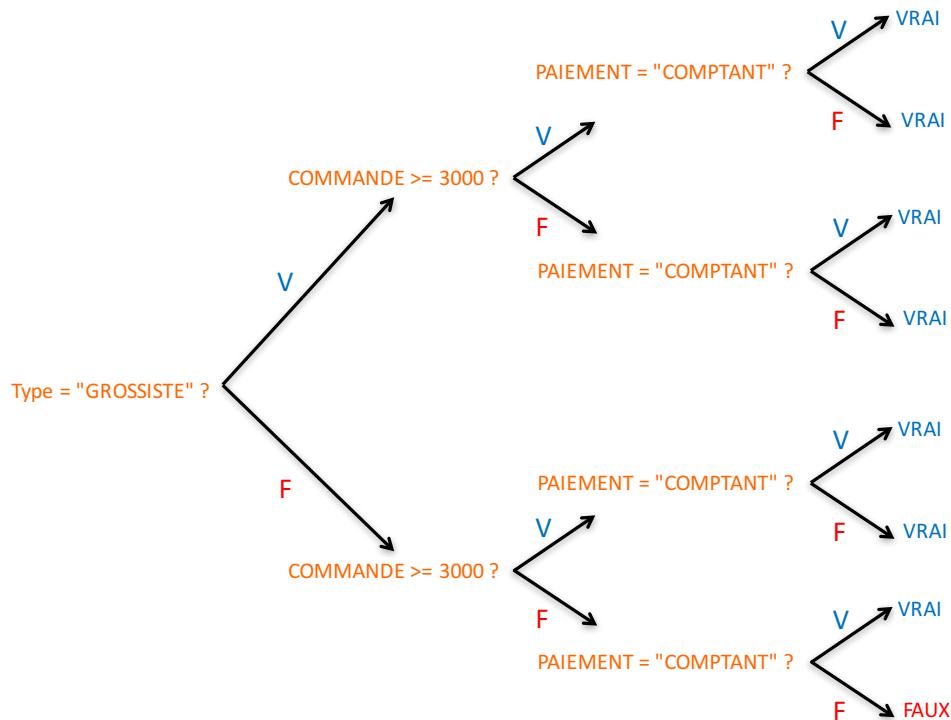 V
VRAI
PAIEMENT = "COMPTANT" ?
F
VRAI
V
COMMANDE >= 3000 ?
F
V
VRAI
PAIEMENT = "COMPTANT" ?
F
VRAI
V
Type = "GROSSISTE" ?
F
V
VRAI
PAIEMENT = "COMPTANT" ?
F
VRAI
V
COMMANDE >= 3000 ?
F
V
VRAI
PAIEMENT = "COMPTANT" ?
F
FAUX